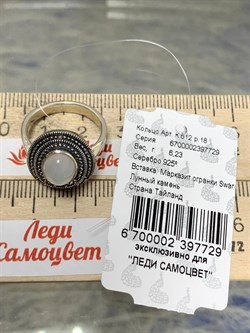 Кольцо Арт. К 612 р.18
Серия 6700002397729
Вес, г. 6,23
Серебро 925*
Вставка: Марказит огранки Swar
Лунный камень
Страна Таиланд
6 700002 397729
эксклюзивно для
"ЛЕДИ САМОЦВЕТ"
Леди
Самоцвет